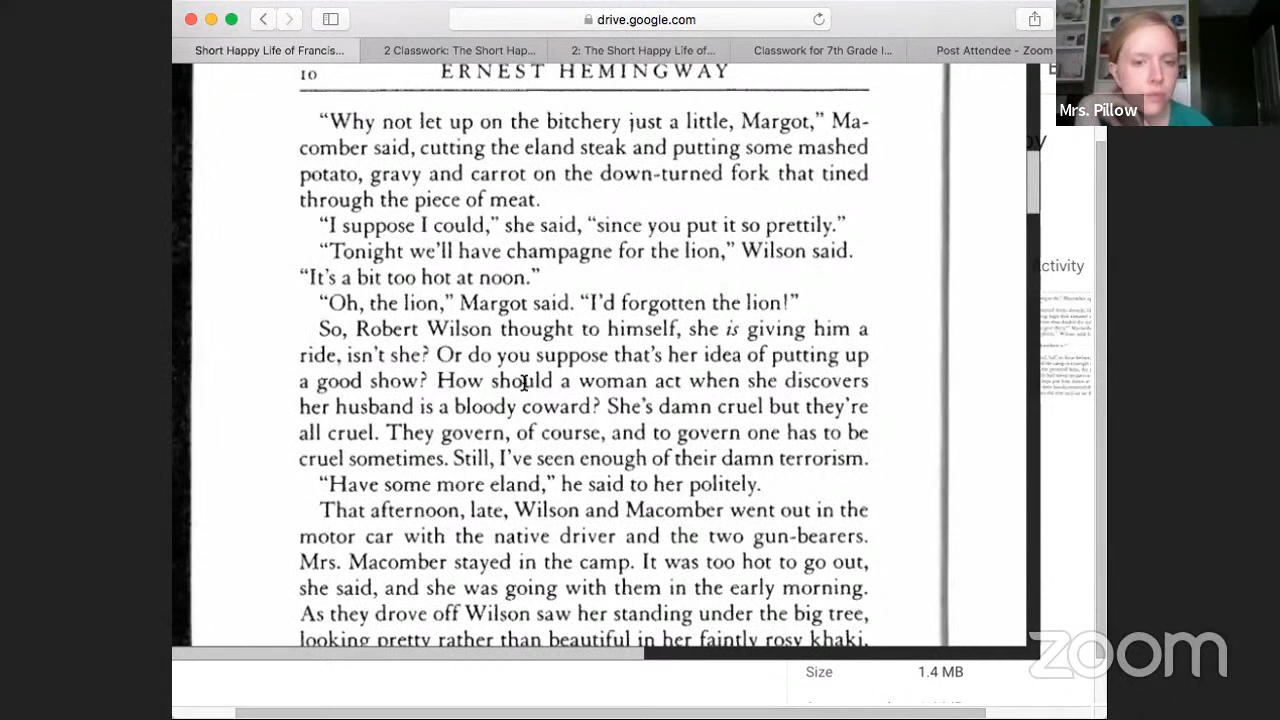 drive.google.com
Short Happy Life of Francis...
2 Classwork: The Short Hap...
2: The Short Happy Life of...
Classwork for 7th Grade I...
Post Attendee - Zoom
Mrs. Pillow
10 ERNEST HEMINGWAY
“Why not let up on the bitchery just a little, Margot,” Ma-
comber said, cutting the eland steak and putting some mashed
potato, gravy and carrot on the down-turned fork that tined
through the piece of meat.
“I suppose I could,” she said, “since you put it so prettily.”
“Tonight we’ll have champagne for the lion,” Wilson said.
“It’s a bit too hot at noon.”
“Oh, the lion,” Margot said. “I’d forgotten the lion!”
So, Robert Wilson thought to himself, she is giving him a
ride, isn’t she? Or do you suppose that’s her idea of putting up
a good show? How should a woman act when she discovers
her husband is a bloody coward? She’s damn cruel but they’re
all cruel. They govern, of course, and to govern one has to be
cruel sometimes. Still, I’ve seen enough of their damn terrorism.
“Have some more eland,” he said to her politely.
That afternoon, late, Wilson and Macomber went out in the
motor car with the native driver and the two gun-bearers.
Mrs. Macomber stayed in the camp. It was too hot to go out,
she said, and she was going with them in the early morning.
As they drove off Wilson saw her standing under the big tree,
looking pretty rather than beautiful in her faintly rosy khaki,
ctivity
Size 1.4 MB
zoom